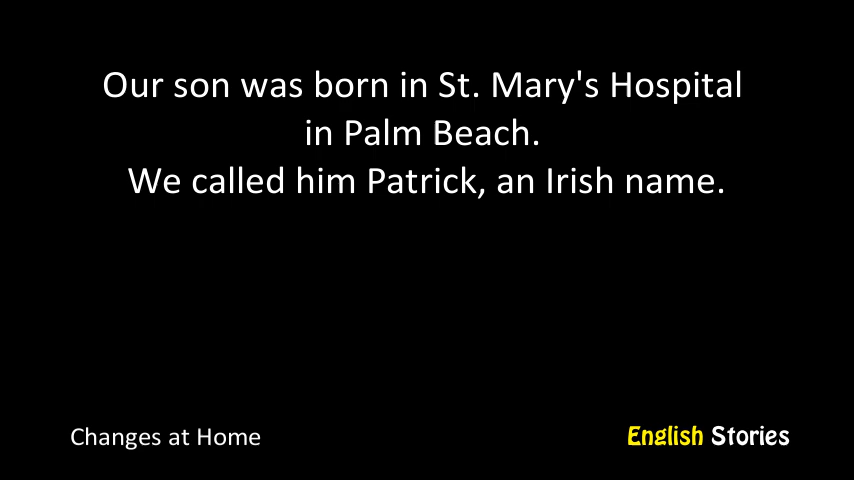 Our son was born in St. Mary's Hospital
in Palm Beach.
We called him Patrick, an Irish name.
Changes at Home
English Stories